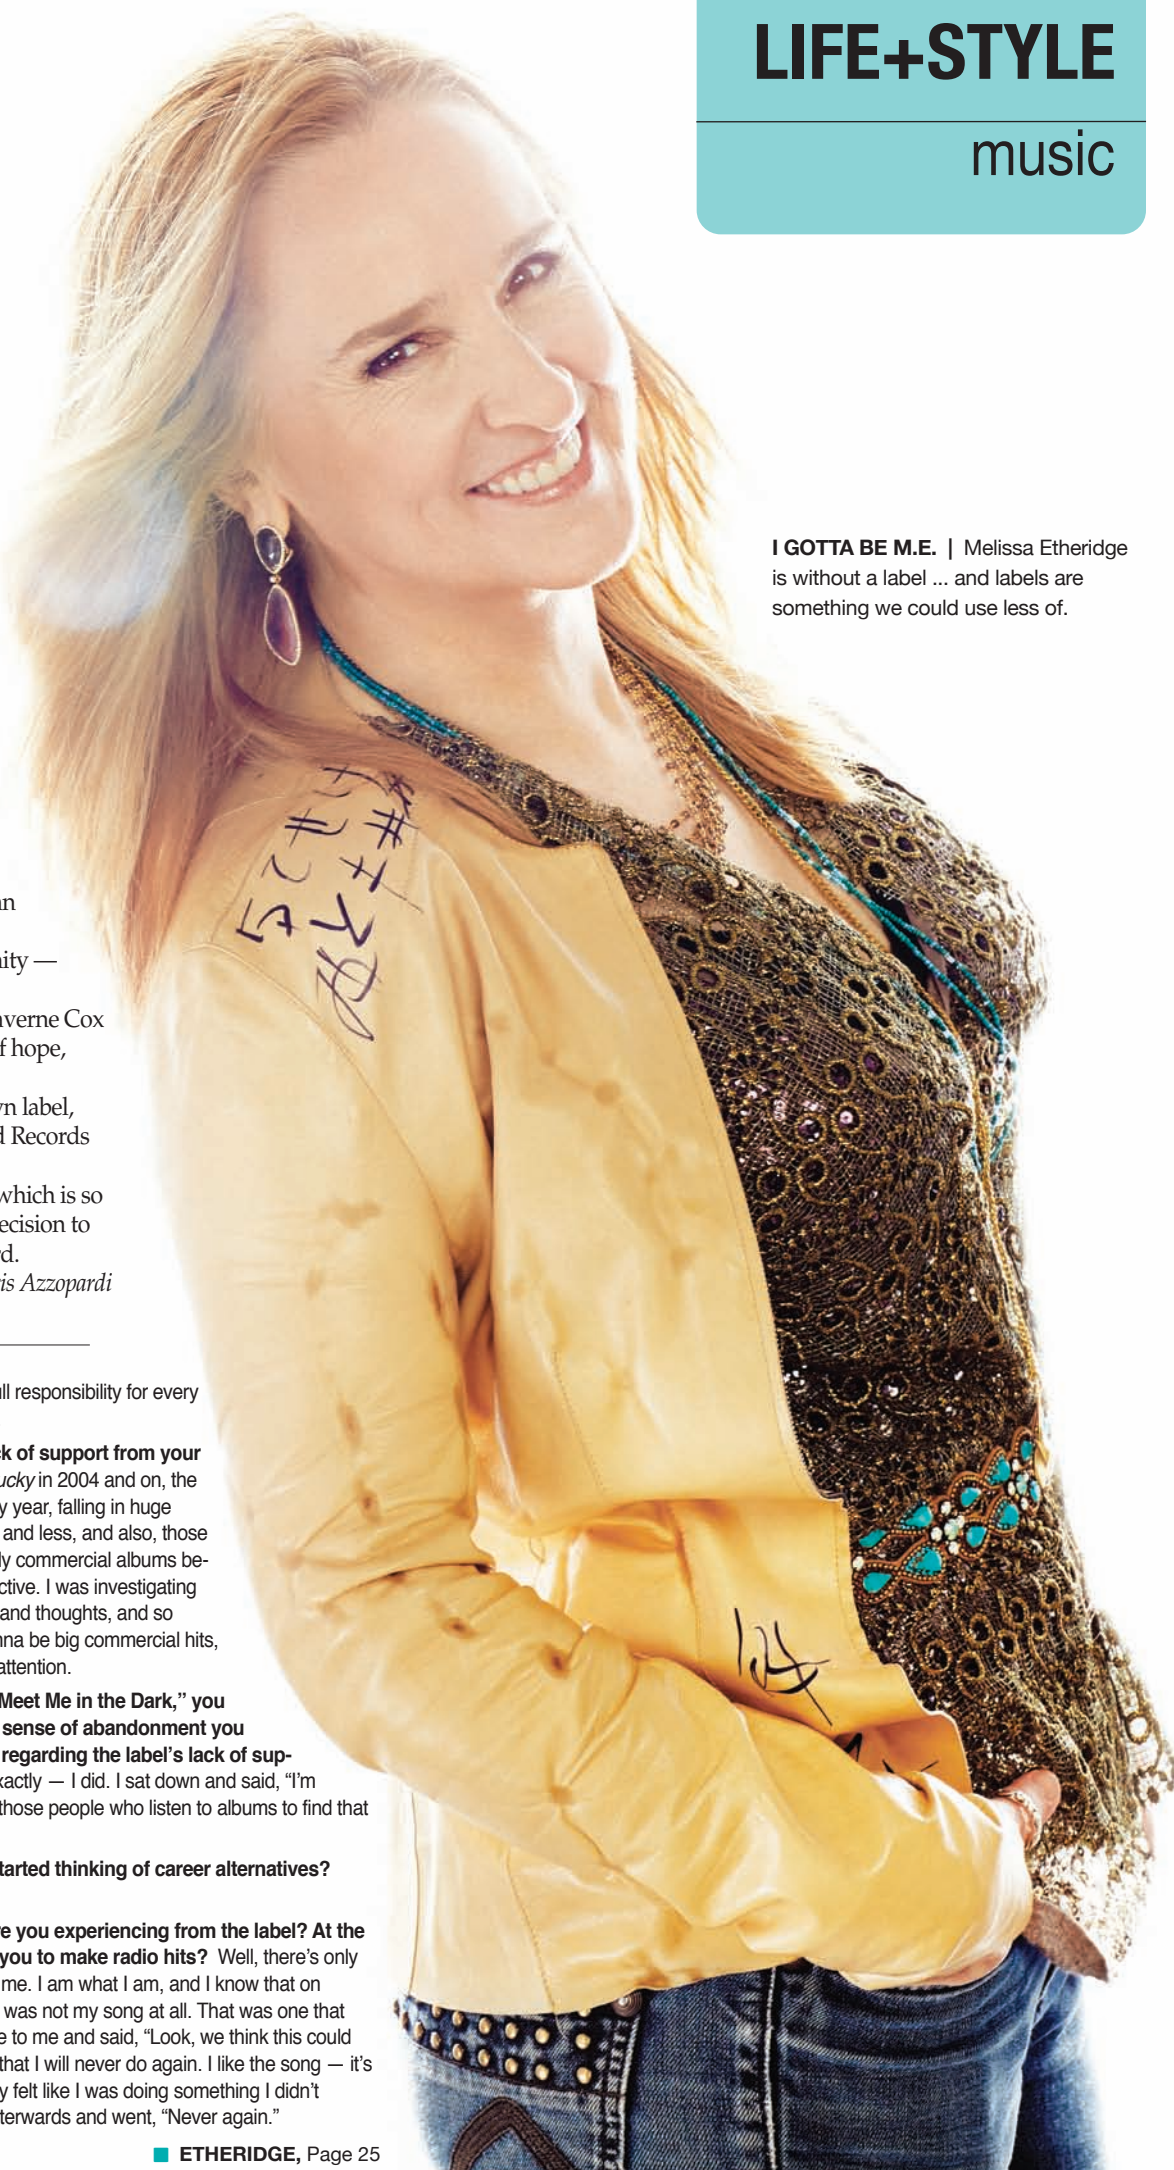 LIFE+STYLE
music
I GOTTA BE M.E. | Melissa Etheridge
is without a label ... and labels are
something we could use less of.
ity —
verne Cox
f hope,
n label,
d Records
which is so
ecision to
d.
is Azzopardi
ll responsibility for every
k of support from your
ucky in 2004 and on, the
y year, falling in huge
and less, and also, those
ly commercial albums be-
ctive. I was investigating
and thoughts, and so
nna be big commercial hits,
attention.
Meet Me in the Dark,” you
sense of abandonment you
regarding the label’s lack of sup-
xactly — I did. I sat down and said, “I’m
those people who listen to albums to find that
tarted thinking of career alternatives?
re you experiencing from the label? At the
you to make radio hits? Well, there’s only
me. I am what I am, and I know that on
was not my song at all. That was one that
e to me and said, “Look, we think this could
that I will never do again. I like the song — it’s
y felt like I was doing something I didn’t
terwards and went, “Never again.”
ETHERIDGE, Page 25